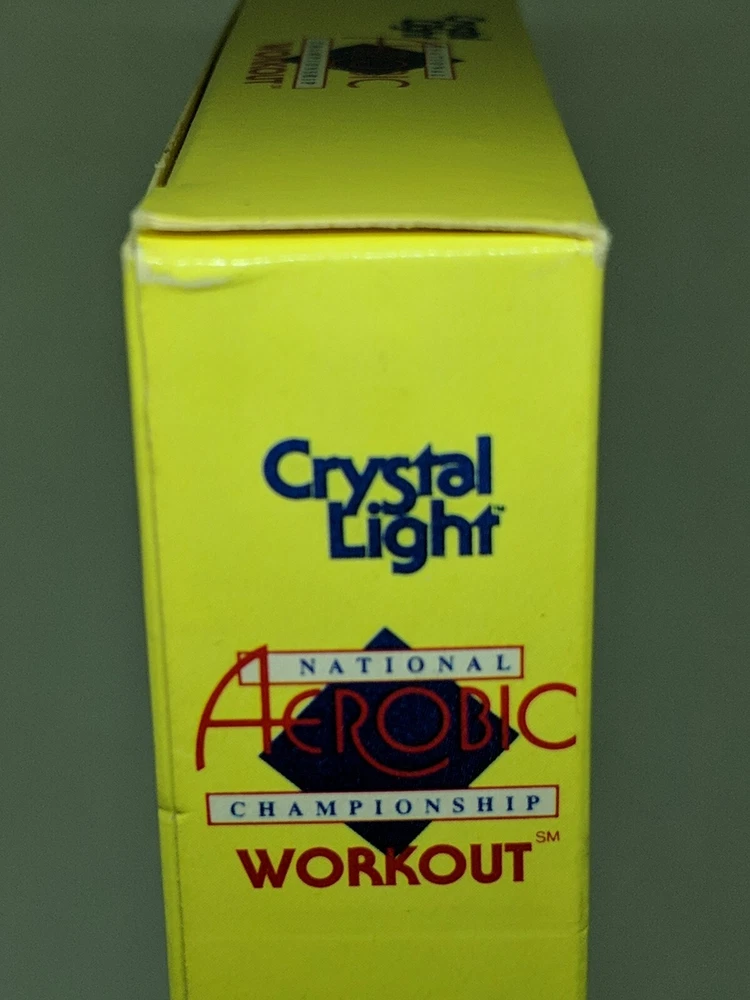 Crystal
Light™
NATIONAL
AEROBIC
CHAMPIONSHIP
WORKOUT℠